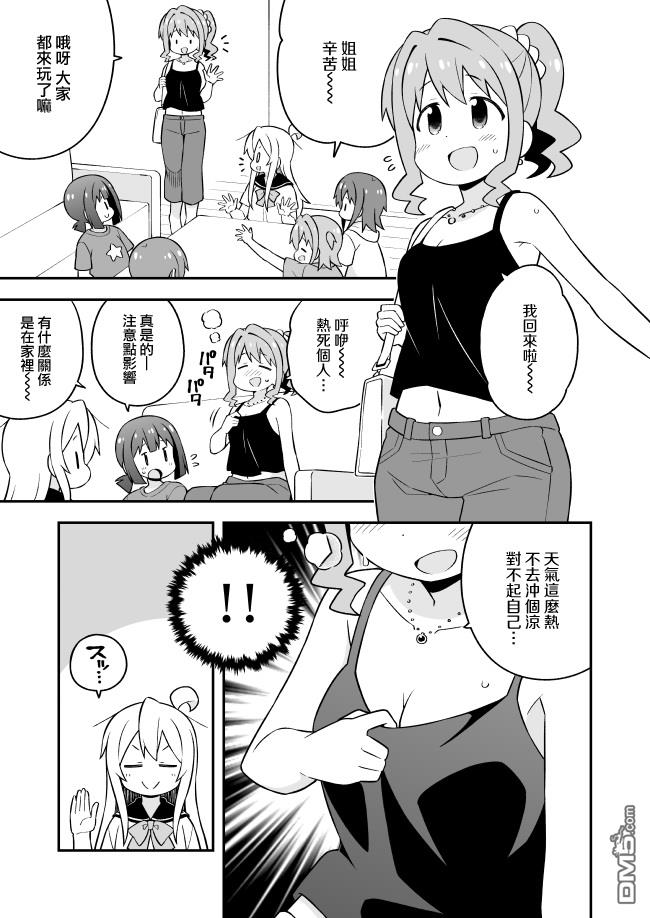 姐姐
辛苦～～
哦呀 大家
都來玩了嘛
我回來啦～～
呼咿～～
熱死個人…
パタ
パタ
真是的—
注意點影響
有什麼關係
是在家裡～～
天氣這麼熱
不去沖個涼
對不起自己…
!!
スッ…
DM5.com